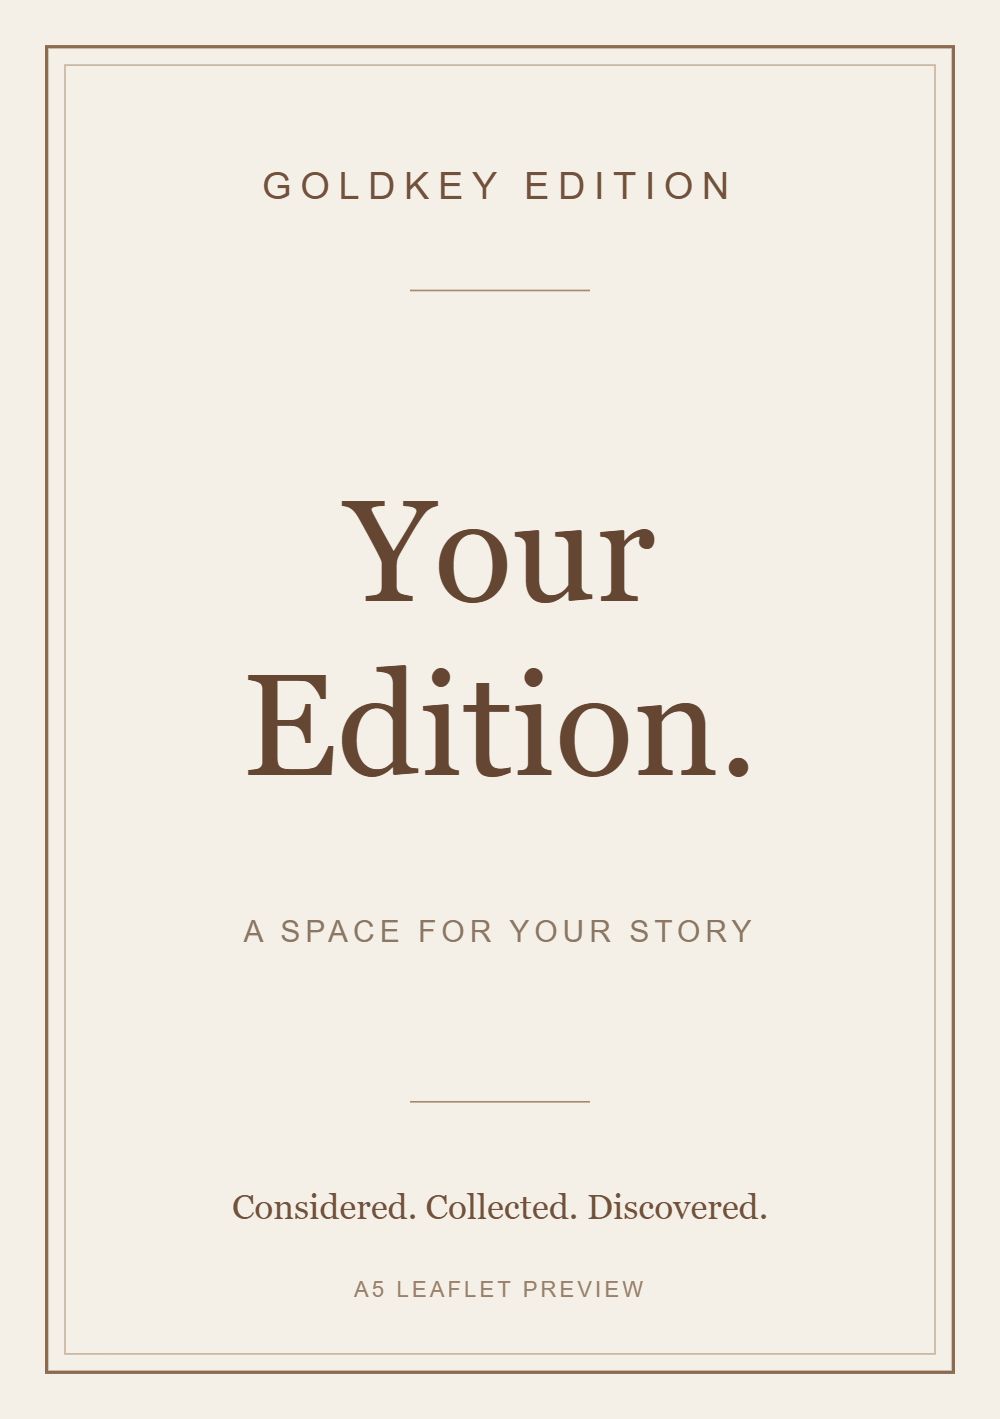 GOLDKEY EDITION
Your
Edition.
A SPACE FOR YOUR STORY
Considered. Collected. Discovered.
A5 LEAFLET PREVIEW